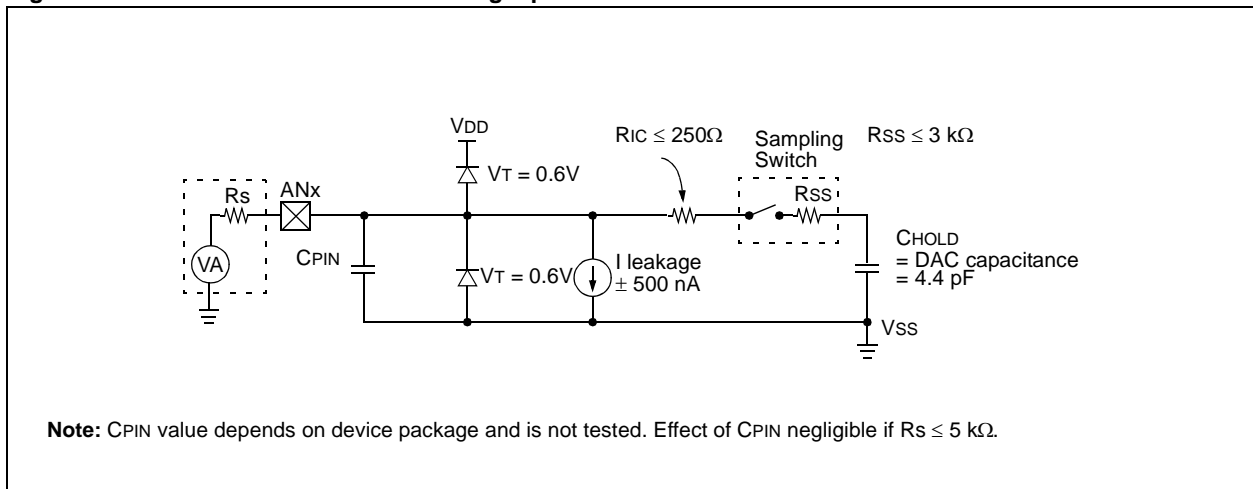 VDD
RIC ≤ 250Ω
Sampling
Switch
RSS ≤ 3 kΩ
VT = 0.6V
Rs
ANx
RSS
VA
CPIN
VT = 0.6V
I leakage
± 500 nA
CHOLD
= DAC capacitance
= 4.4 pF
VSS
Note: CPIN value depends on device package and is not tested. Effect of CPIN negligible if Rs ≤ 5 kΩ.